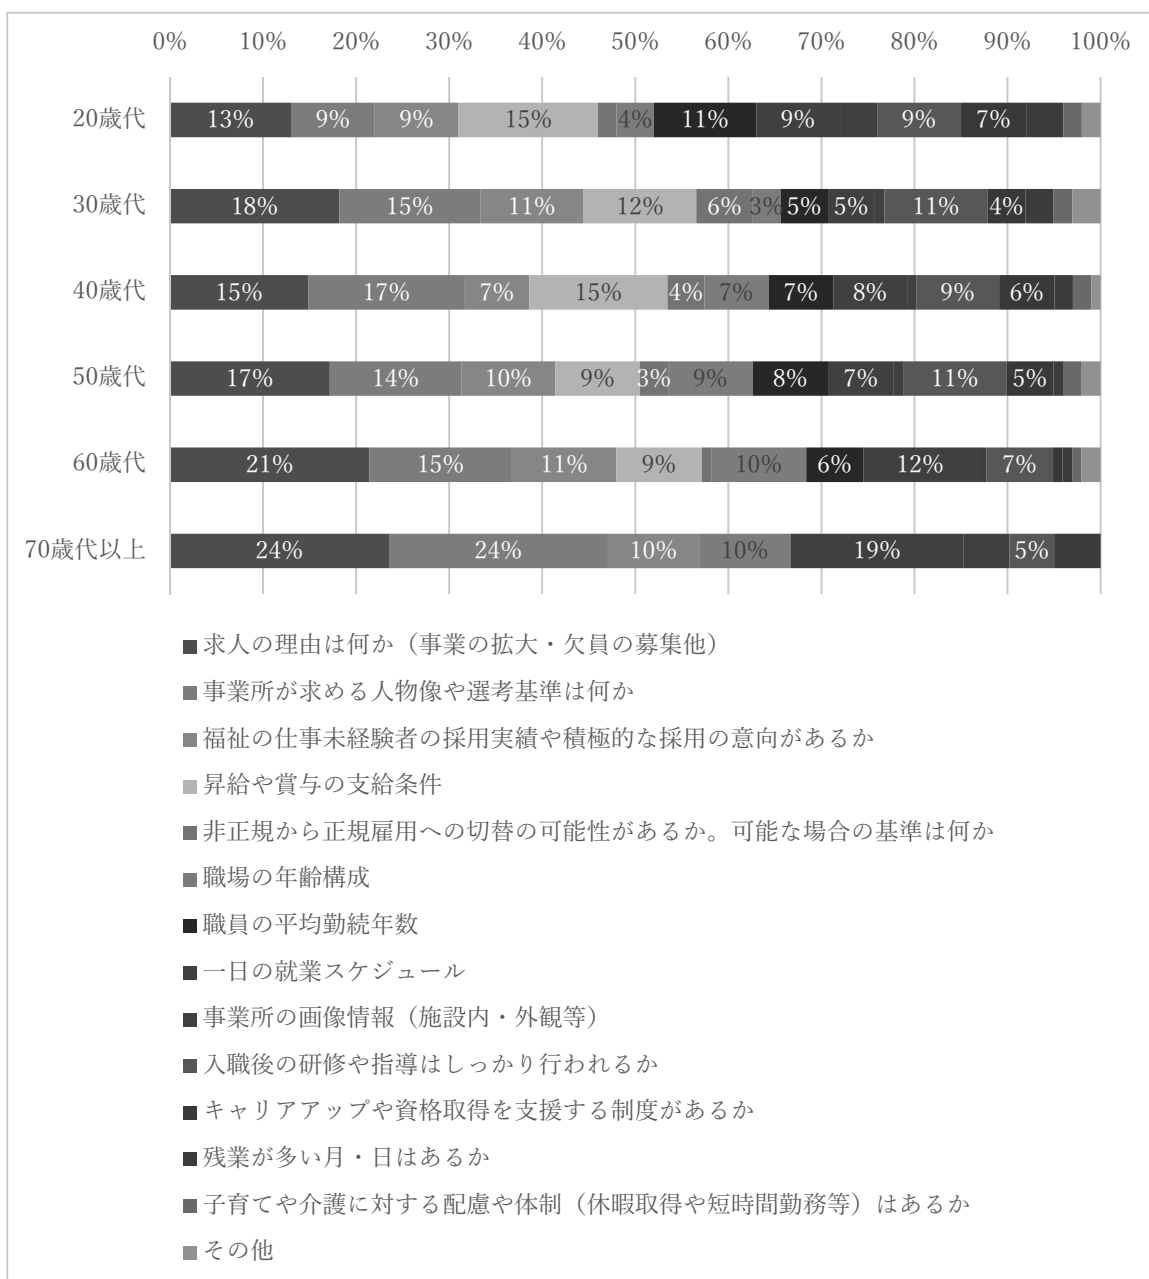 0% 10% 20% 30% 40% 50% 60% 70% 80% 90% 100%
20歳代 13% 9% 9% 15% 4% 11% 9% 9% 7%
30歳代 18% 15% 11% 12% 6% 3% 5% 5% 11% 4%
40歳代 15% 17% 7% 15% 4% 7% 7% 8% 9% 6%
50歳代 17% 14% 10% 9% 3% 9% 8% 7% 11% 5%
60歳代 21% 15% 11% 9% 10% 6% 12% 7%
70歳代以上 24% 24% 10% 10% 19% 5%
求人の理由は何か（事業の拡大・欠員の募集他）
事業所が求める人物像や選考基準は何か
福祉の仕事未経験者の採用実績や積極的な採用の意向があるか
昇給や賞与の支給条件
非正規から正規雇用への切替の可能性があるか。可能な場合の基準は何か
職場の年齢構成
職員の平均勤続年数
一日の就業スケジュール
事業所の画像情報（施設内・外観等）
入職後の研修や指導はしっかり行われるか
キャリアアップや資格取得を支援する制度があるか
残業が多い月・日はあるか
子育てや介護に対する配慮や体制（休暇取得や短時間勤務等）はあるか
その他